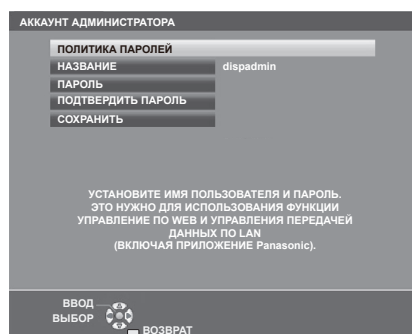 АККАУНТ АДМИНИСТРАТОРА
ПОЛИТИКА ПАРОЛЕЙ
НАЗВАНИЕ dispadmin
ПАРОЛЬ
ПОДТВЕРДИТЬ ПАРОЛЬ
СОХРАНИТЬ
УСТАНОВИТЕ ИМЯ ПОЛЬЗОВАТЕЛЯ И ПАРОЛЬ.
ЭТО НУЖНО ДЛЯ ИСПОЛЬЗОВАНИЯ ФУНКЦИИ
УПРАВЛЕНИЕ ПО WEB И УПРАВЛЕНИЯ ПЕРЕДАЧЕЙ
ДАННЫХ ПО LAN
(ВКЛЮЧАЯ ПРИЛОЖЕНИЕ Panasonic).
ВВОД
ВЫБОР
ВОЗВРАТ